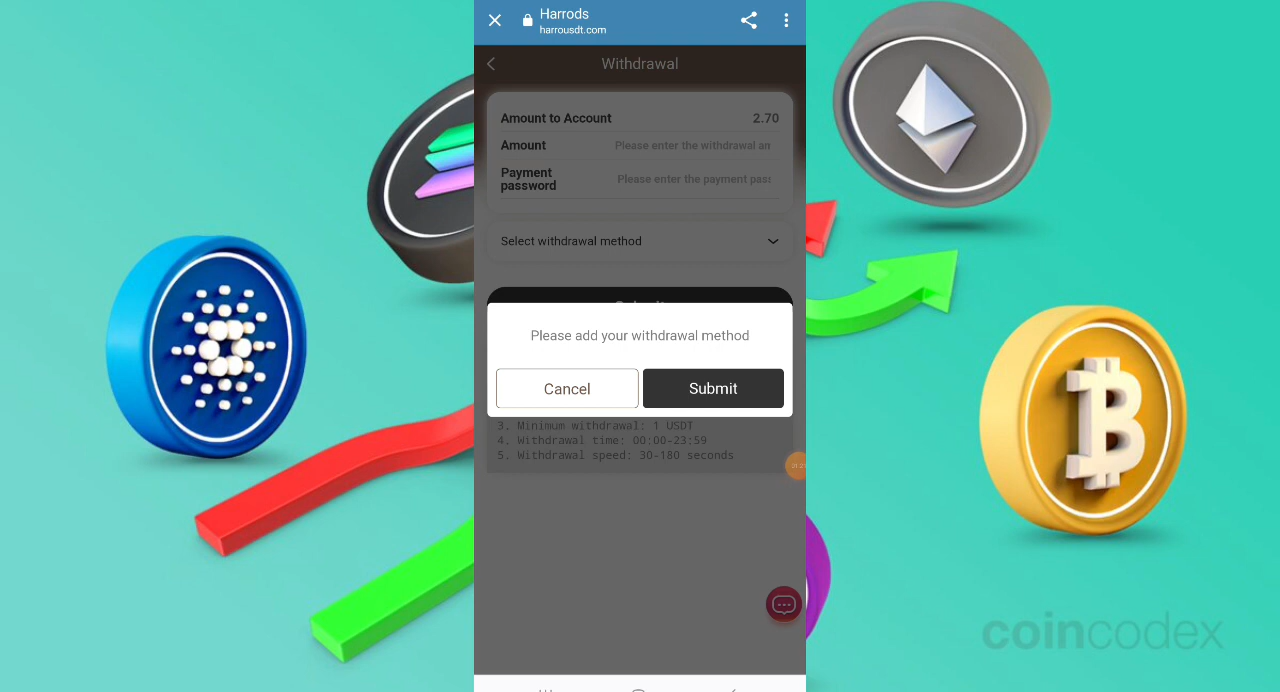 Harrods
harrousdt.com
Withdrawal
Amount to Account 2.70
Amount Please enter the withdrawal am
Payment
password Please enter the payment pass
Select withdrawal method
Please add your withdrawal method
Cancel Submit
3. Minimum withdrawal: 1 USDT
4. Withdrawal time: 00:00-23:59
5. Withdrawal speed: 30-180 seconds
coincodex